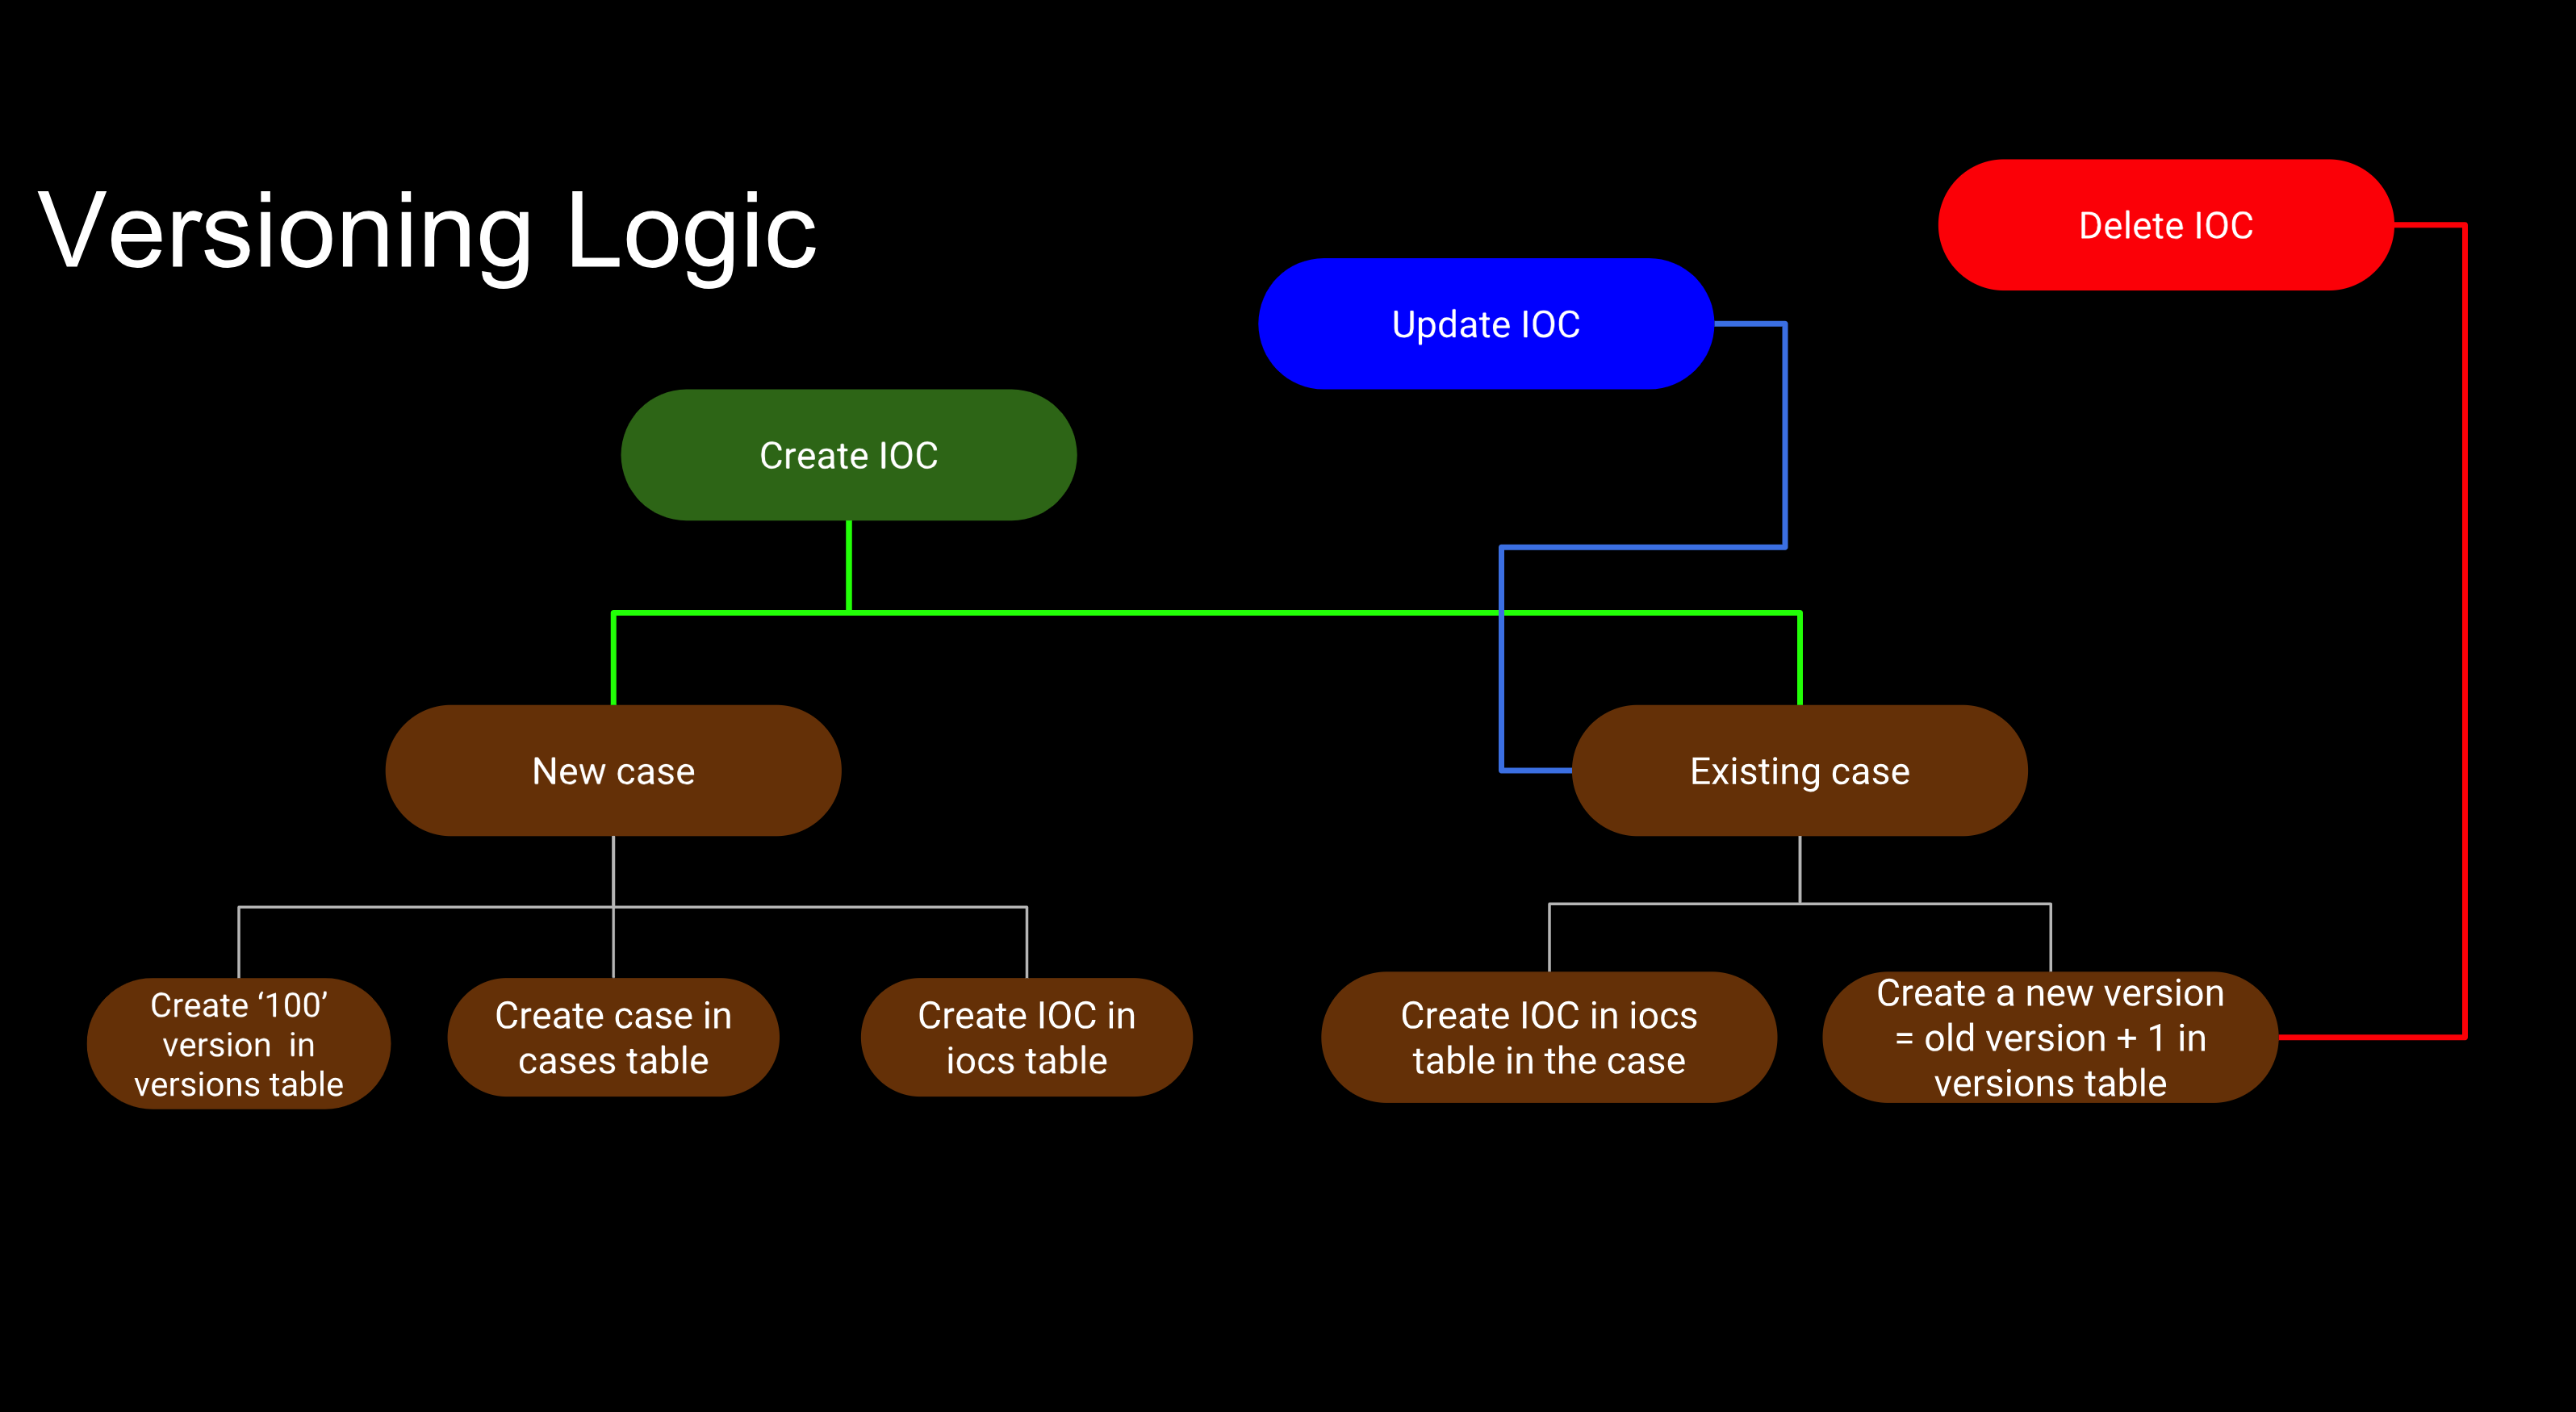 Versioning Logic
Delete IOC
Update IOC
Create IOC
New case
Existing case
Create ‘100’
version  in
versions table
Create case in
cases table
Create IOC in
iocs table
Create IOC in iocs
table in the case
Create a new version
= old version + 1 in
versions table